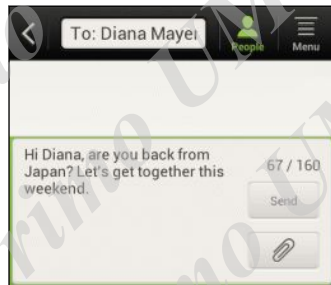 To: Diana Mayer
People
Menu
Hi Diana, are you back from
Japan? Let's get together this
weekend.
67 / 160
Send